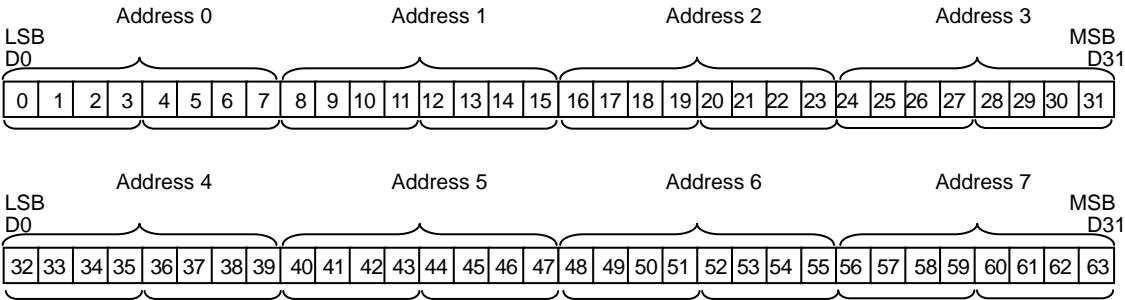 Address 0 Address 1 Address 2 Address 3
LSB MSB
D0 D31
0 1 2 3 4 5 6 7 8 9 10 11 12 13 14 15 16 17 18 19 20 21 22 23 24 25 26 27 28 29 30 31
Address 4 Address 5 Address 6 Address 7
LSB MSB
D0 D31
32 33 34 35 36 37 38 39 40 41 42 43 44 45 46 47 48 49 50 51 52 53 54 55 56 57 58 59 60 61 62 63